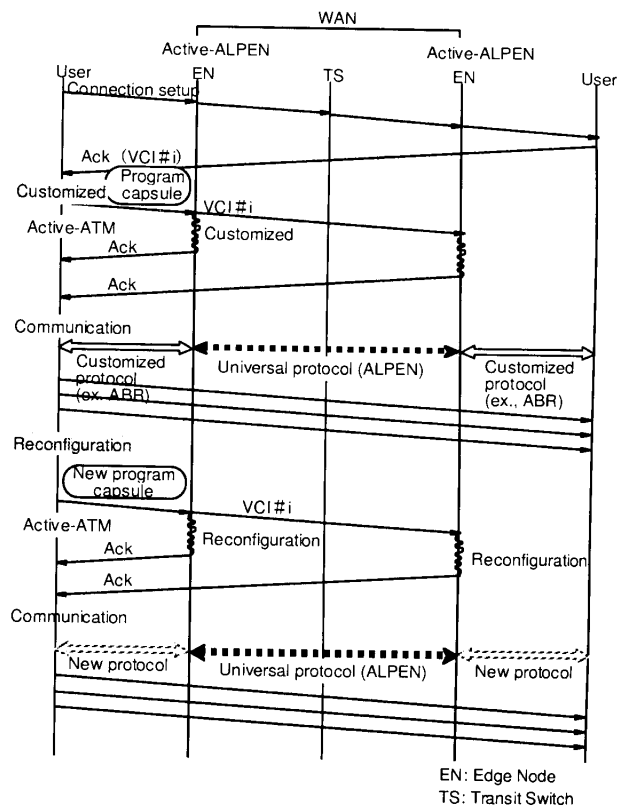 WAN
Active-ALPEN
Active-ALPEN
User
EN
TS
EN
User
Connection setup
Ack (VCI#i)
Program
capsule
Customized
VCI#i
Active-ATM
Customized
Ack
Ack
Communication
Customized
protocol
(ex. ABR)
Universal protocol (ALPEN)
Customized
protocol
(ex., ABR)
Reconfiguration
New program
capsule
VCI#i
Active-ATM
Reconfiguration
Ack
Reconfiguration
Ack
Communication
New protocol
Universal protocol (ALPEN)
New protocol
EN: Edge Node
TS: Transit Switch